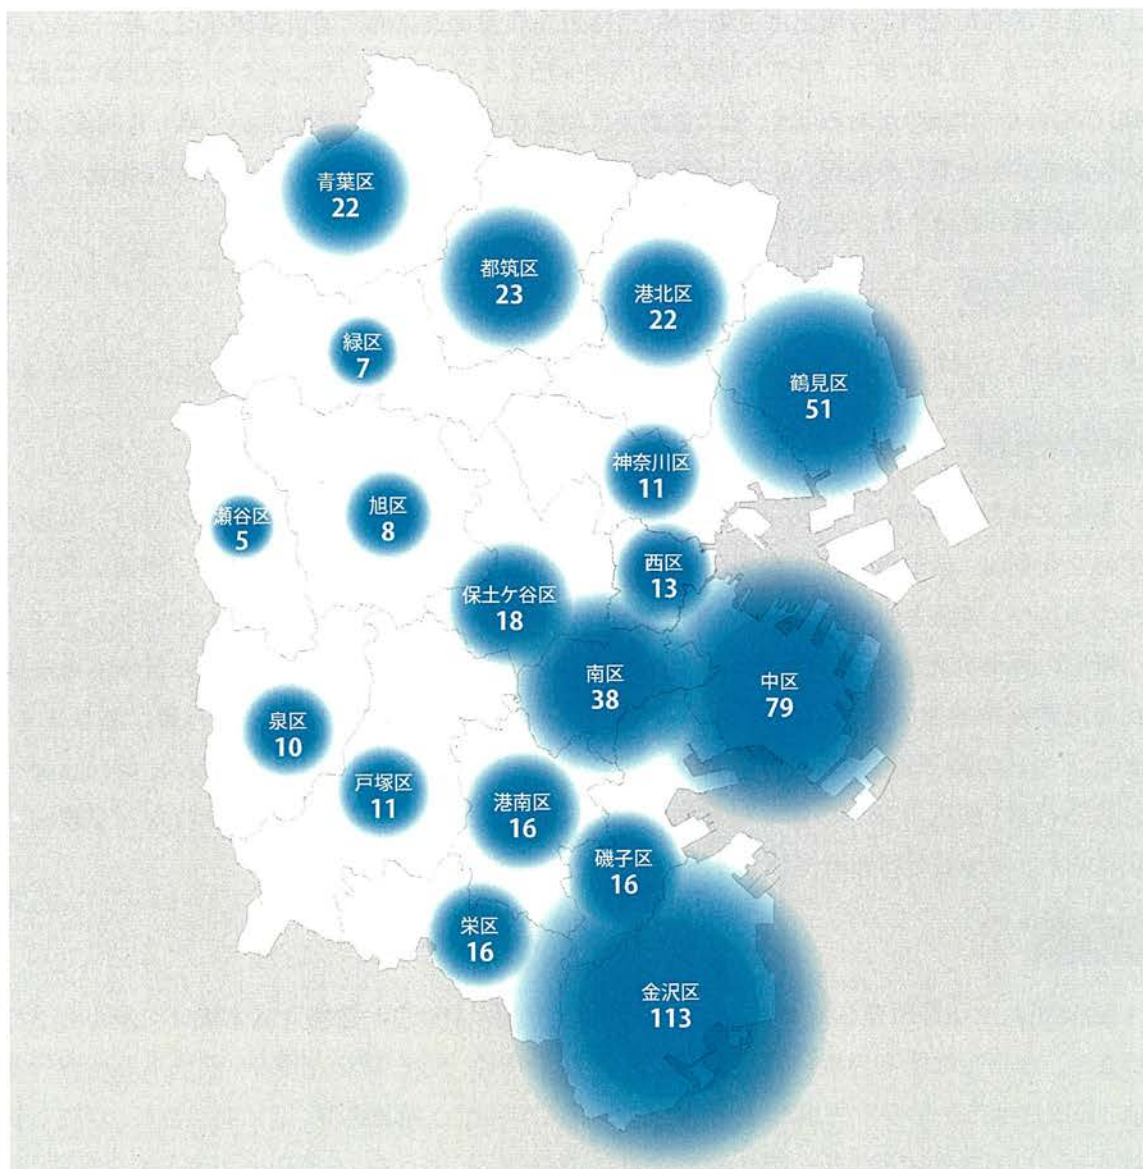 青葉区
22
都筑区
23
港北区
22
緑区
7
鶴見区
51
神奈川区
11
瀬谷区
5
旭区
8
西区
13
保土ケ谷区
18
南区
38
中区
79
泉区
10
戸塚区
11
港南区
16
磯子区
16
栄区
16
金沢区
113